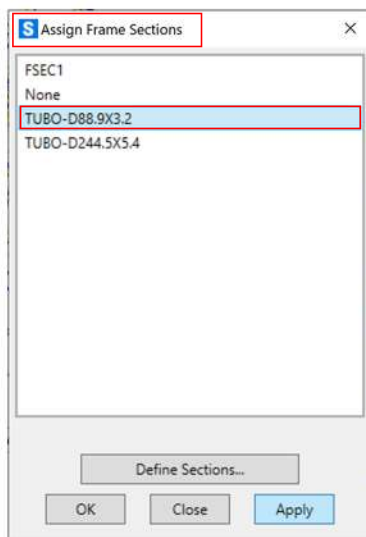 S Assign Frame Sections
FSEC1
None
TUBO-D88.9X3.2
TUBO-D244.5X5.4
Define Sections...
OK Close Apply